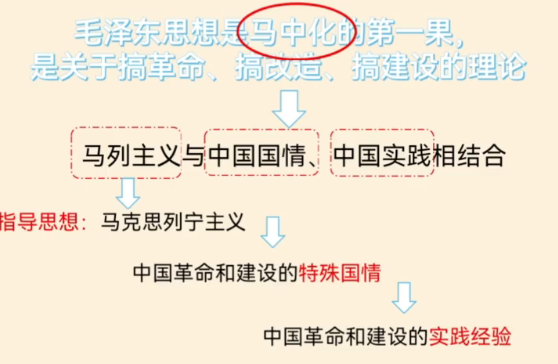 毛泽东思想是马中化的第一果，
是关于搞革命、搞改造、搞建设的理论
马列主义与中国国情、中国实践相结合
指导思想：马克思列宁主义
中国革命和建设的特殊国情
中国革命和建设的实践经验